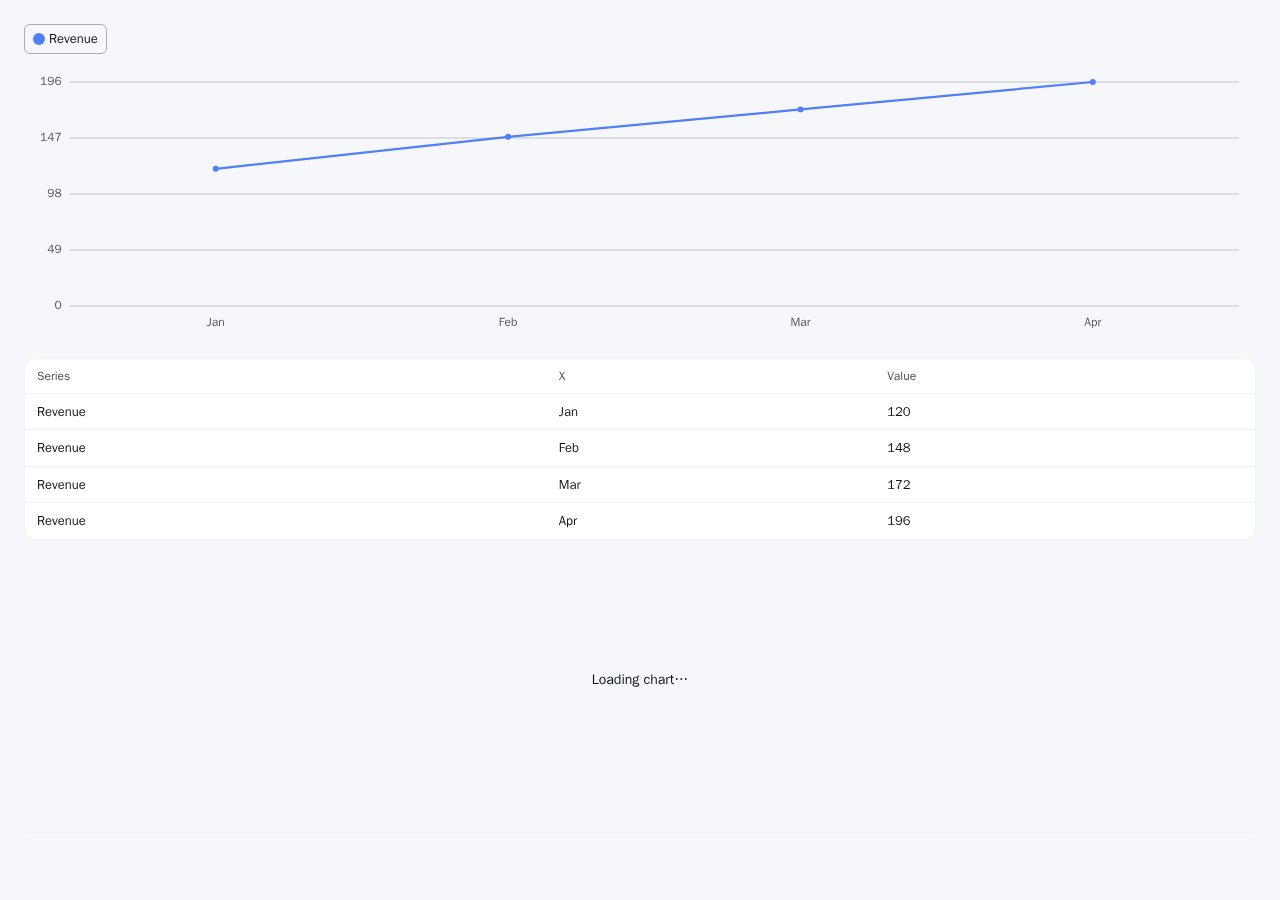 Revenue
196
147
98
49
0
Jan Feb Mar Apr
Series X Value
Revenue Jan 120
Revenue Feb 148
Revenue Mar 172
Revenue Apr 196
Loading chart⋯